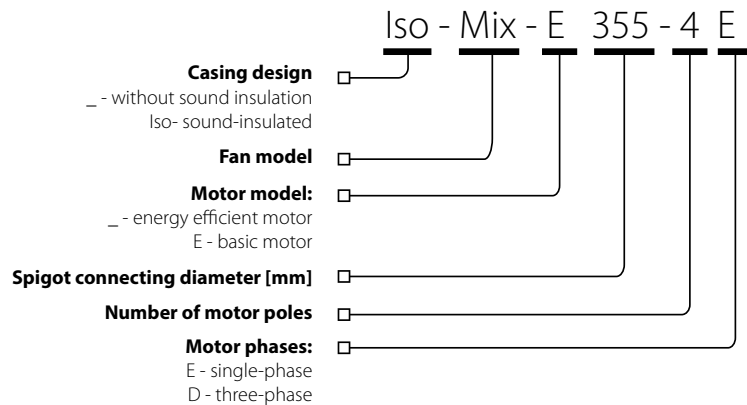 Iso - Mix - E 355 - 4 E
Casing design
_ - without sound insulation
Iso- sound-insulated
Fan model
Motor model:
_ - energy efficient motor
E - basic motor
Spigot connecting diameter [mm]
Number of motor poles
Motor phases:
E - single-phase
D - three-phase